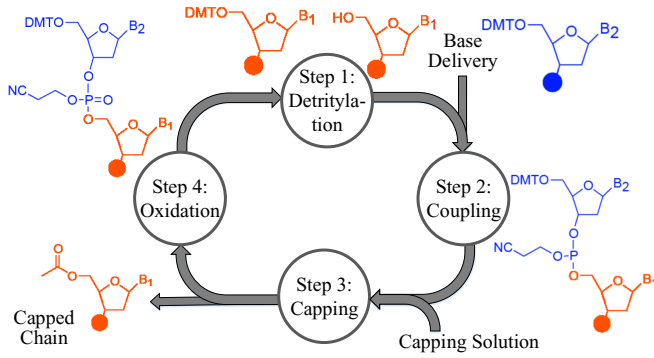 DMTO
O
B1
HO
O
B1
DMTO
O
B2
Base
Delivery
DMTO
O
B2
O
NC
O
P
O
O
O
B1
Step 1:
Detrityla-
tion
Step 4:
Oxidation
Step 2:
Coupling
DMTO
O
B2
O
NC
O
P
O
O
B
Step 3:
Capping
O
O
O
B1
Capped
Chain
Capping Solution